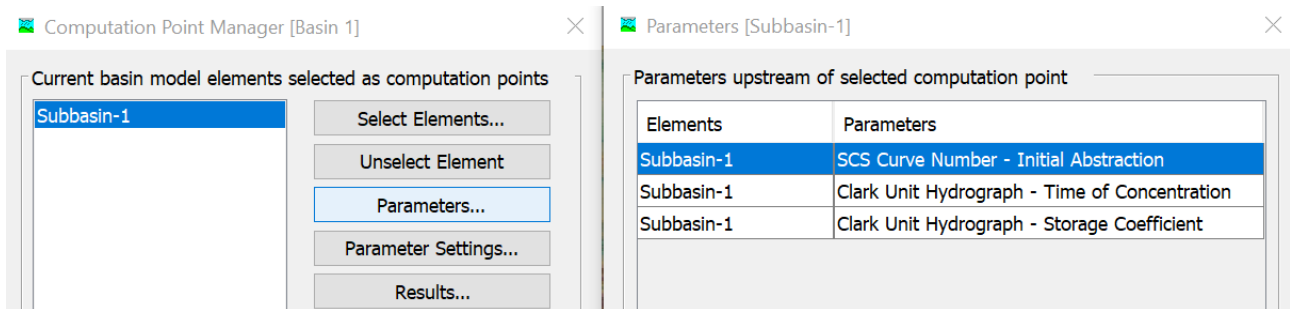 Computation Point Manager [Basin 1]
Current basin model elements selected as computation points
Subbasin-1
Select Elements...
Unselect Element
Parameters...
Parameter Settings...
Results...
Parameters [Subbasin-1]
Parameters upstream of selected computation point
Elements Parameters
Subbasin-1 SCS Curve Number - Initial Abstraction
Subbasin-1 Clark Unit Hydrograph - Time of Concentration
Subbasin-1 Clark Unit Hydrograph - Storage Coefficient